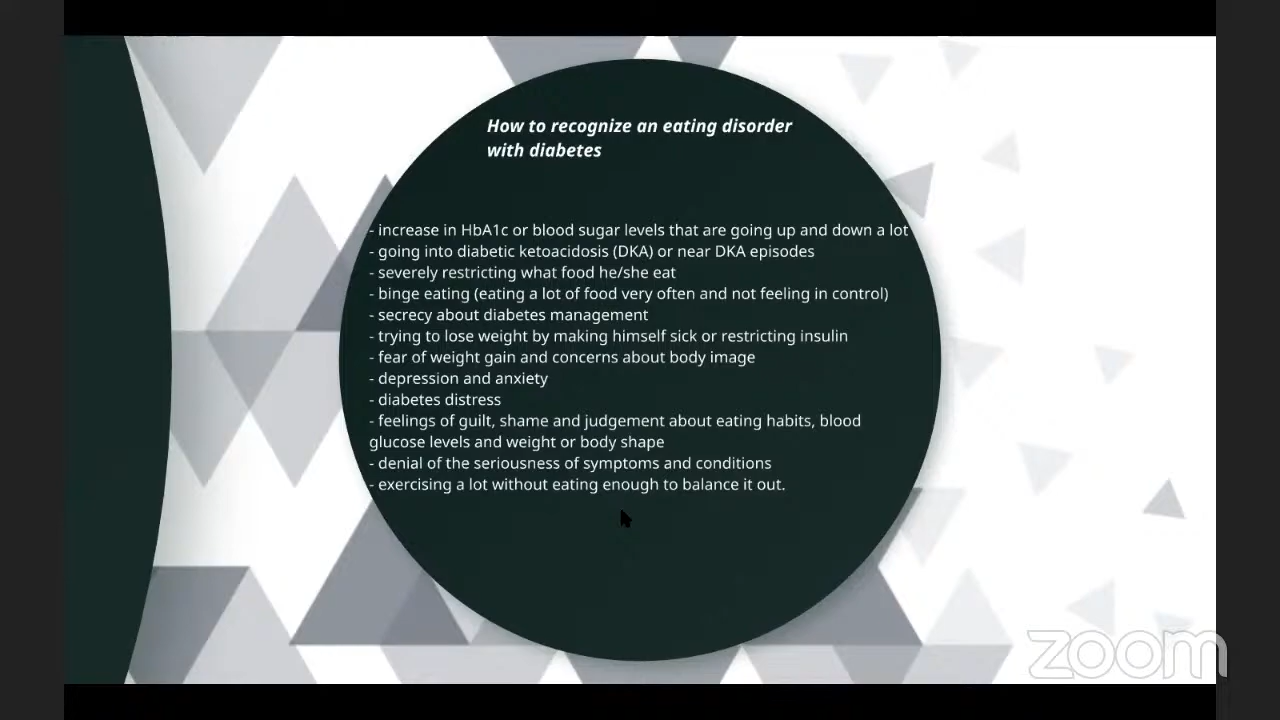 How to recognize an eating disorder
with diabetes
- increase in HbA1c or blood sugar levels that are going up and down a lot
- going into diabetic ketoacidosis (DKA) or near DKA episodes
- severely restricting what food he/she eat
- binge eating (eating a lot of food very often and not feeling in control)
- secrecy about diabetes management
- trying to lose weight by making himself sick or restricting insulin
- fear of weight gain and concerns about body image
- depression and anxiety
- diabetes distress
- feelings of guilt, shame and judgement about eating habits, blood
glucose levels and weight or body shape
- denial of the seriousness of symptoms and conditions
- exercising a lot without eating enough to balance it out.
zoom